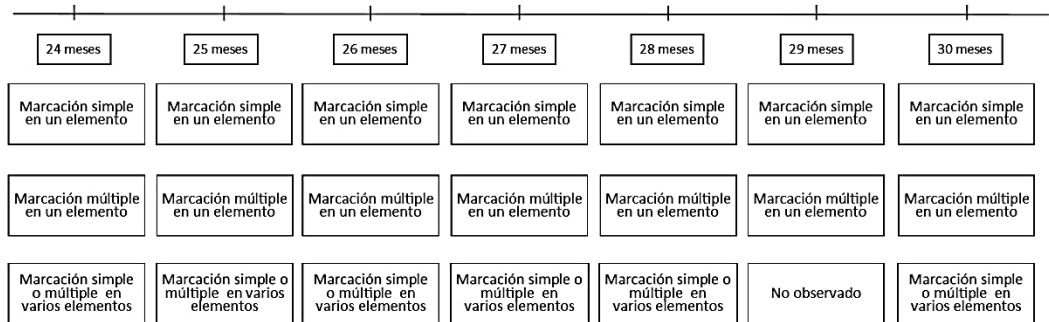 24 meses
25 meses
26 meses
27 meses
28 meses
29 meses
30 meses
Marcación simple
en un elemento
Marcación simple
en un elemento
Marcación simple
en un elemento
Marcación simple
en un elemento
Marcación simple
en un elemento
Marcación simple
en un elemento
Marcación simple
en un elemento
Marcación múltiple
en un elemento
Marcación múltiple
en un elemento
Marcación múltiple
en un elemento
Marcación múltiple
en un elemento
Marcación múltiple
en un elemento
Marcación múltiple
en un elemento
Marcación múltiple
en un elemento
Marcación simple
o múltiple en
varios elementos
Marcación simple o
múltiple en varios
elementos
Marcación simple
o múltiple en
varios elementos
Marcación simple o
múltiple en
varios elementos
Marcación simple o
múltiple en
varios elementos
No observado
Marcación simple
o múltiple en
varios elementos